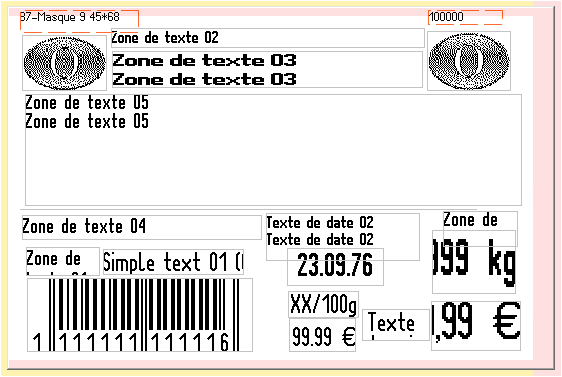 87-Masque 9 45*68
100000
0
Zone de texte 02
Zone de texte 03
Zone de texte 03
0
Zone de texte 05
Zone de texte 05
Zone de texte 04
Texte de date 02
Texte de date 02
Zone de
Zone de
Simple text 01
23.09.76
kg
1 111111 111116
XX/100g
99.99 €
Texte
,99 €